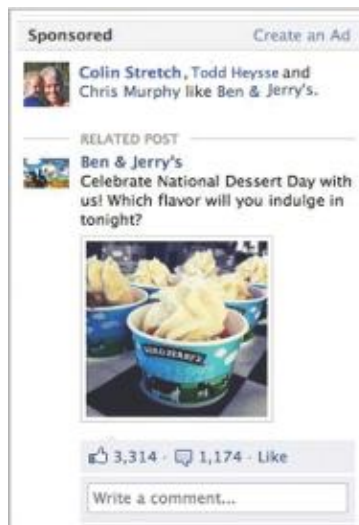 Sponsored Create an Ad
Colin Stretch, Todd Heysse and
Chris Murphy like Ben & Jerry's.
RELATED POST
Ben & Jerry's
Celebrate National Dessert Day with
us! Which flavor will you indulge in
tonight?
BEN & JERRY'S
3,314 · 1,174 · Like
Write a comment...